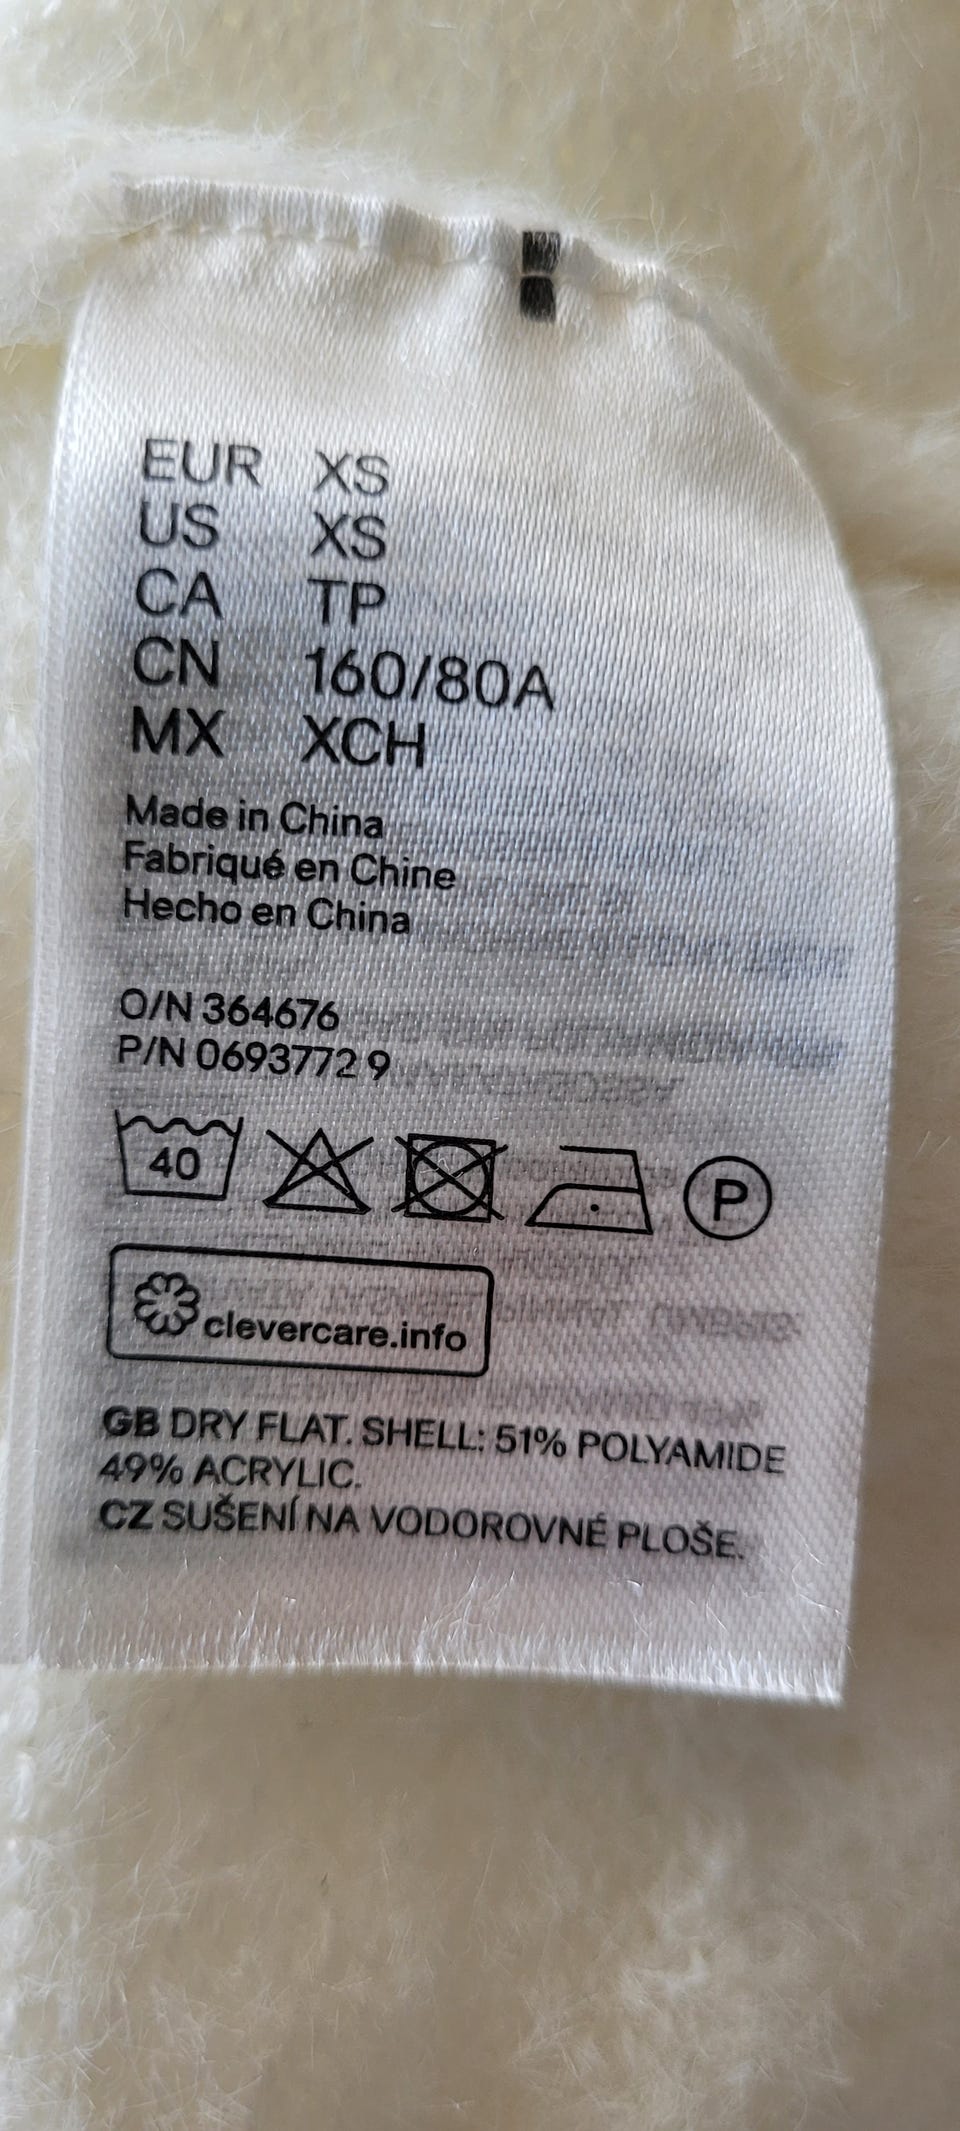 EUR XS
US XS
CA TP
CN 160/80A
MX XCH
Made in China
Fabriqué en Chine
Hecho en China
O/N 364676
P/N 0693772 9
40
P
clevercare.info
GB DRY FLAT. SHELL: 51% POLYAMIDE
49% ACRYLIC.
CZ SUŠENÍ NA VODOROVNÉ PLOŠE.